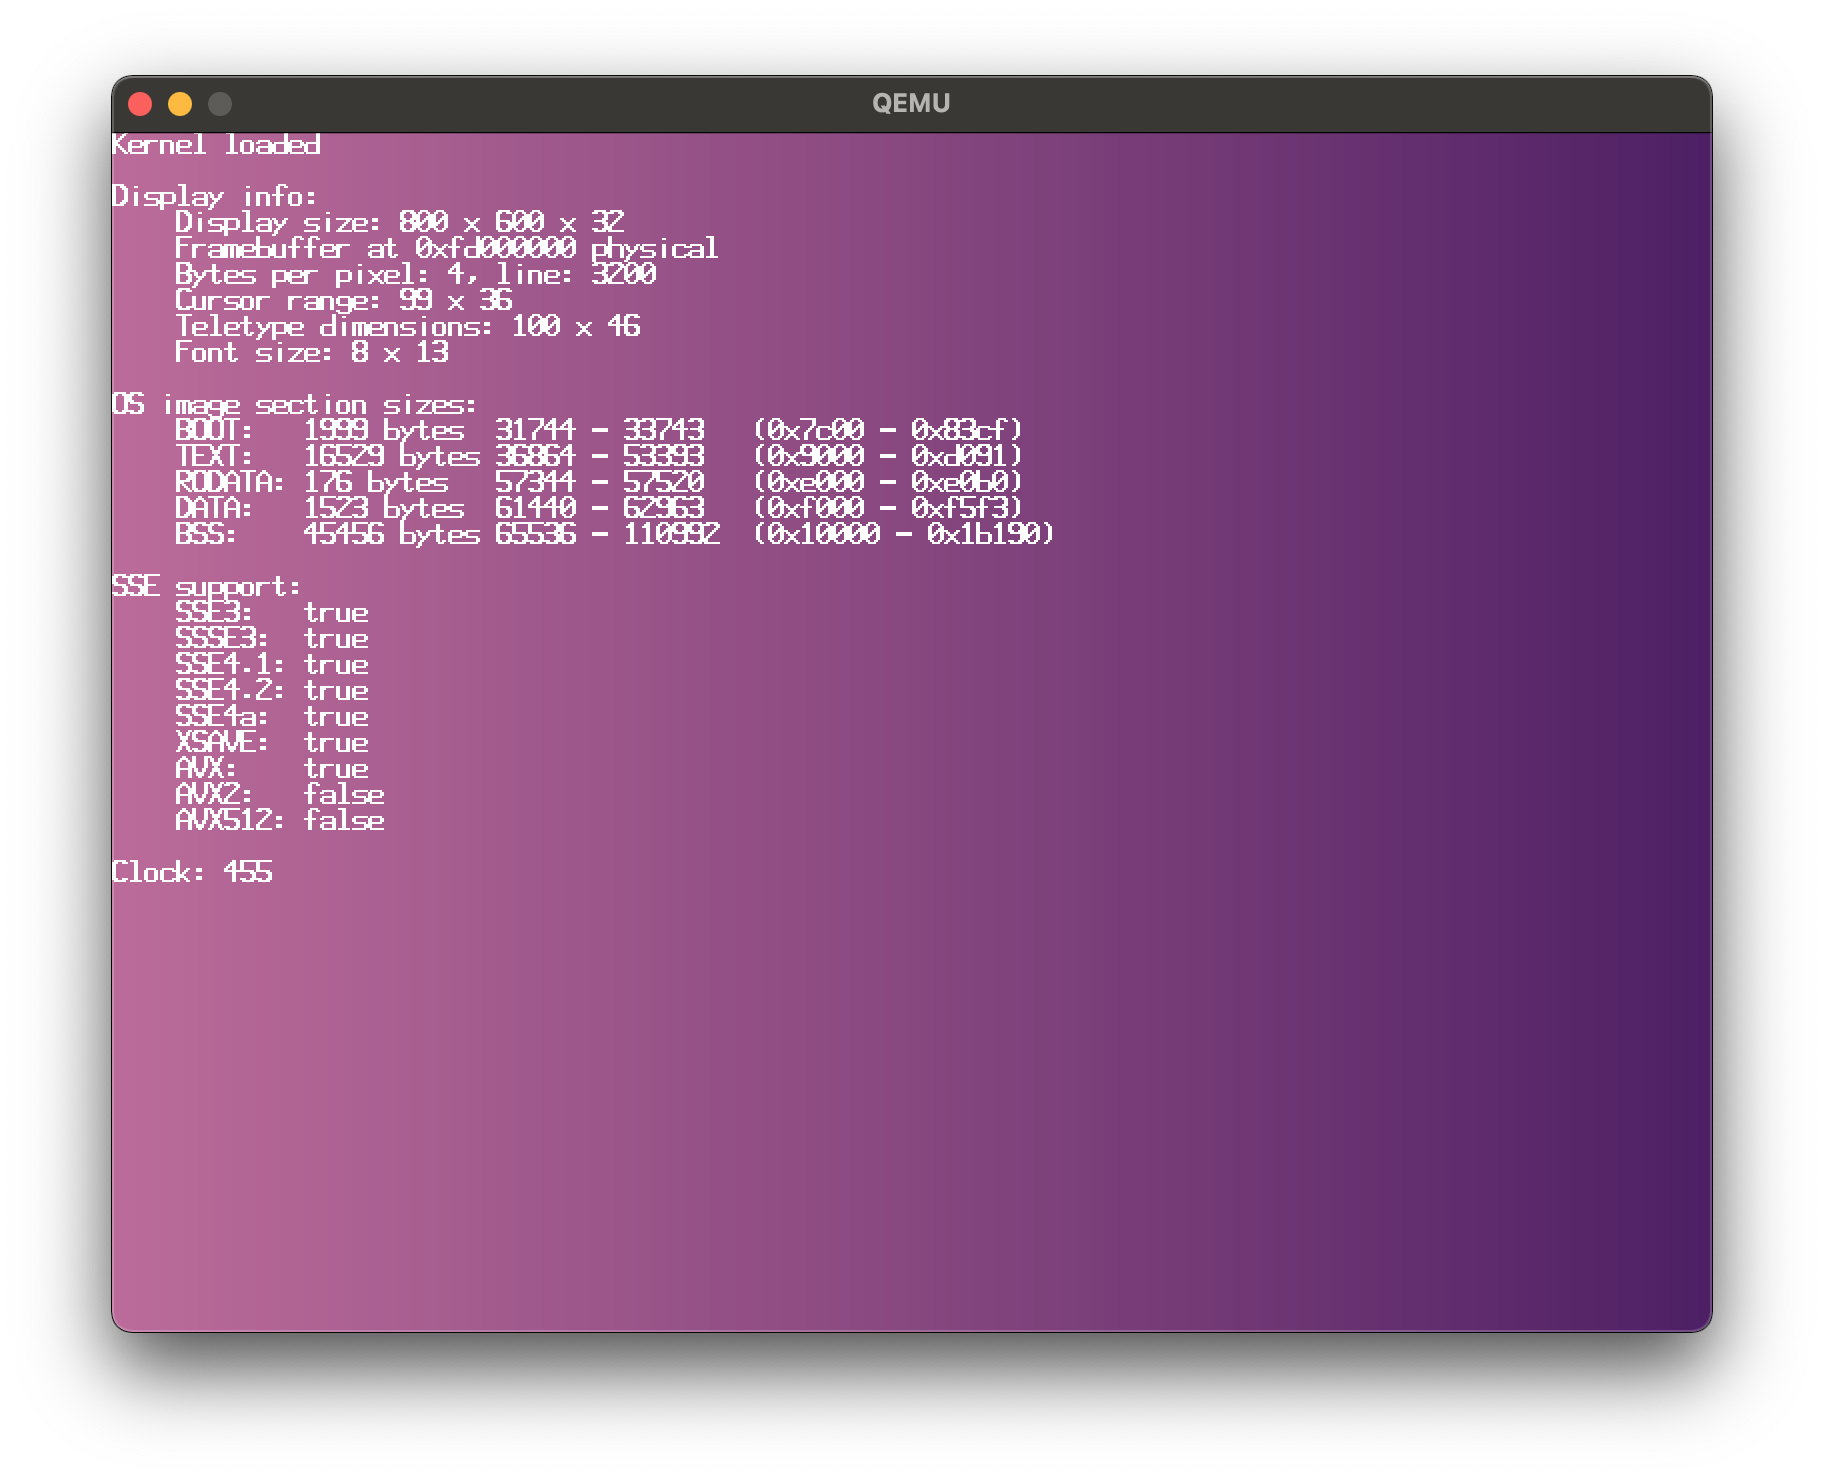 QEMU
Kernel loaded
Display info:
Display size: 800 x 600 x 32
Framebuffer at 0xfd000000 physical
Bytes per pixel: 4, line: 3200
Cursor range: 99 x 36
Teletype dimensions: 100 x 46
Font size: 8 x 13
OS image section sizes:
BOOT: 1999 bytes 31744 - 33743 (0x7c00 - 0x83cf)
TEXT: 16529 bytes 36864 - 53393 (0x9000 - 0xd091)
RODATA: 176 bytes 57344 - 57520 (0xe000 - 0xe0b0)
DATA: 1523 bytes 61440 - 62963 (0xf000 - 0xf5f3)
BSS: 45456 bytes 65536 - 110992 (0x10000 - 0x1b190)
SSE support:
SSE3: true
SSSE3: true
SSE4.1: true
SSE4.2: true
SSE4a: true
XSAVE: true
AVX: true
AVX2: false
AVX512: false
Clock: 455